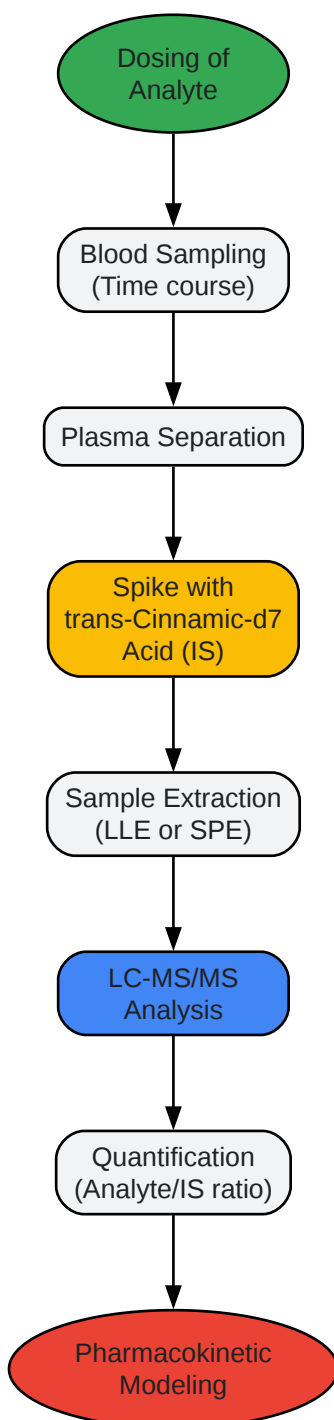 Dosing of
Analyte
Blood Sampling
(Time course)
Plasma Separation
Spike with
trans-Cinnamic-d7
Acid (IS)
Sample Extraction
(LLE or SPE)
LC-MS/MS
Analysis
Quantification
(Analyte/IS ratio)
Pharmacokinetic
Modeling